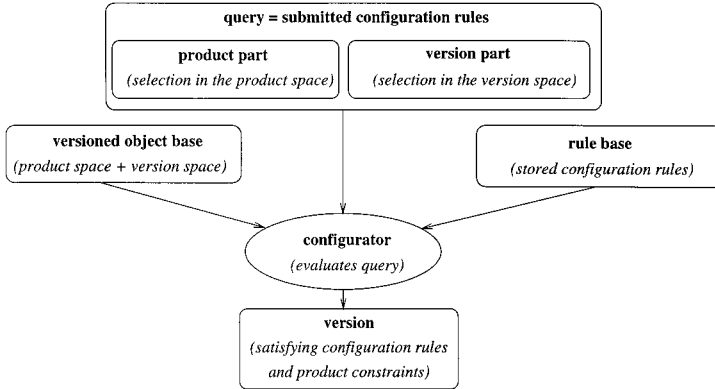 query = submitted configuration rules
product part
(selection in the product space)
version part
(selection in the version space)
versioned object base
(product space + version space)
rule base
(stored configuration rules)
configurator
(evaluates query)
version
(satisfying configuration rules
and product constraints)